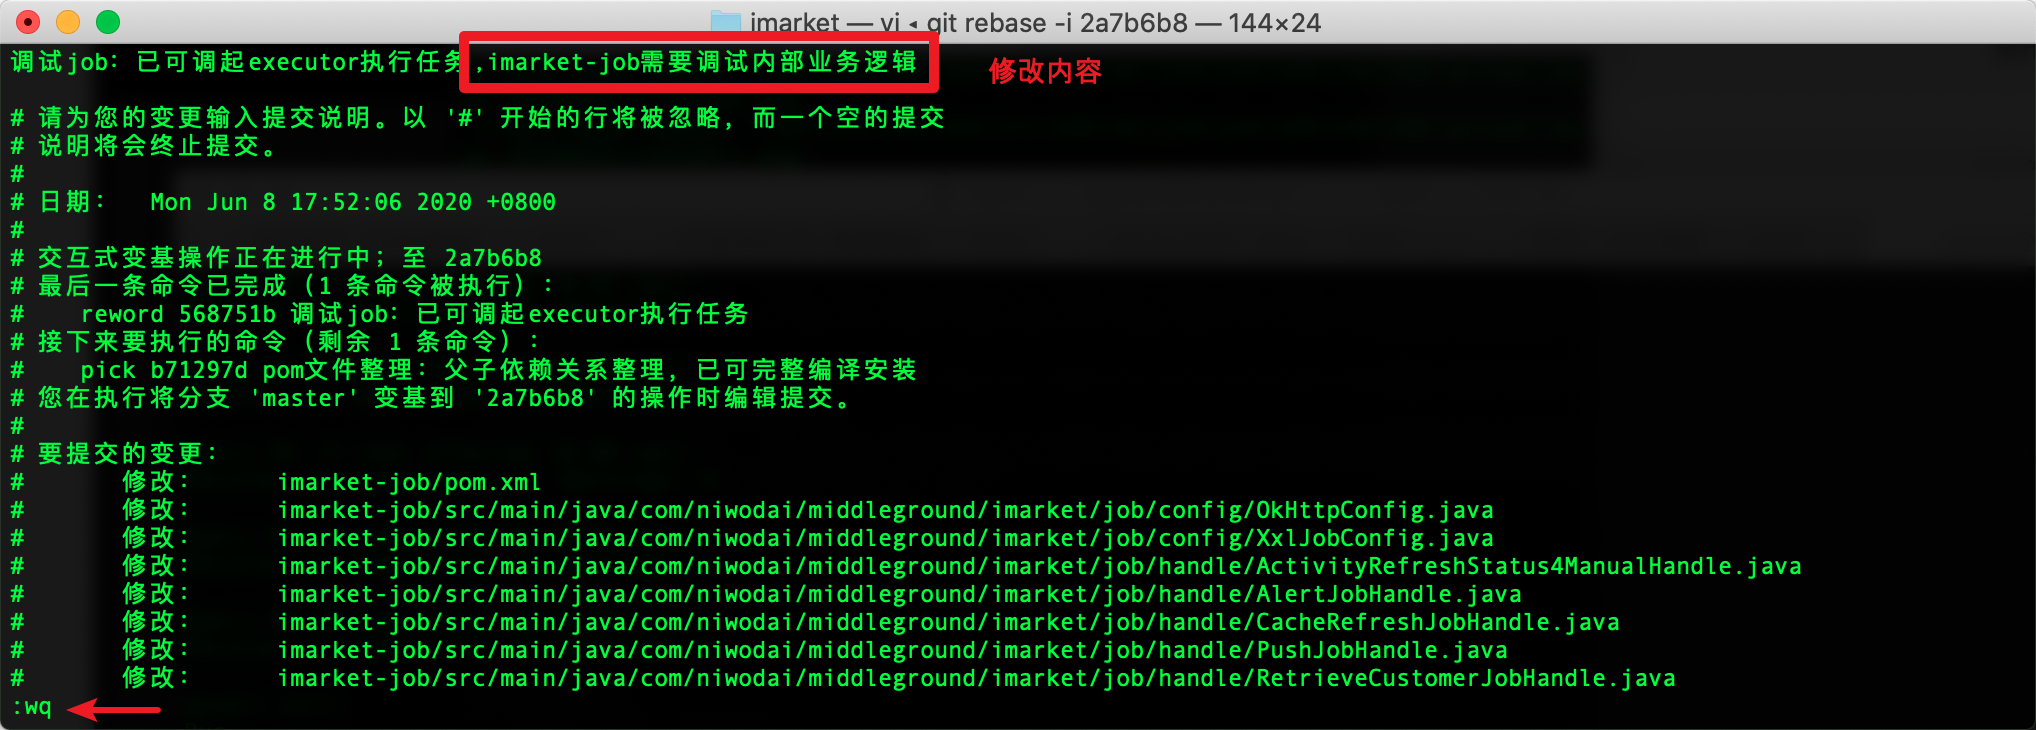 imarket — vi ◂ git rebase -i 2a7b6b8 — 144×24
调试job: 已可调起executor执行任务,imarket-job需要调试内部业务逻辑
修改内容
# 请为您的变更输入提交说明。以 '#' 开始的行将被忽略，而一个空的提交
# 说明将会终止提交。
#
# 日期：  Mon Jun 8 17:52:06 2020 +0800
#
# 交互式变基操作正在进行中；至 2a7b6b8
# 最后一条命令已完成（1 条命令被执行）：
#    reword 568751b 调试job: 已可调起executor执行任务
# 接下来要执行的命令（剩余 1 条命令）：
#    pick b71297d pom文件整理: 父子依赖关系整理，已可完整编译安装
# 您在执行将分支 'master' 变基到 '2a7b6b8' 的操作时编辑提交。
#
# 要提交的变更：
#       修改：     imarket-job/pom.xml
#       修改：     imarket-job/src/main/java/com/niwodai/middleground/imarket/job/config/OkHttpConfig.java
#       修改：     imarket-job/src/main/java/com/niwodai/middleground/imarket/job/config/XxlJobConfig.java
#       修改：     imarket-job/src/main/java/com/niwodai/middleground/imarket/job/handle/ActivityRefreshStatus4ManualHandle.java
#       修改：     imarket-job/src/main/java/com/niwodai/middleground/imarket/job/handle/AlertJobHandle.java
#       修改：     imarket-job/src/main/java/com/niwodai/middleground/imarket/job/handle/CacheRefreshJobHandle.java
#       修改：     imarket-job/src/main/java/com/niwodai/middleground/imarket/job/handle/PushJobHandle.java
#       修改：     imarket-job/src/main/java/com/niwodai/middleground/imarket/job/handle/RetrieveCustomerJobHandle.java
:wq